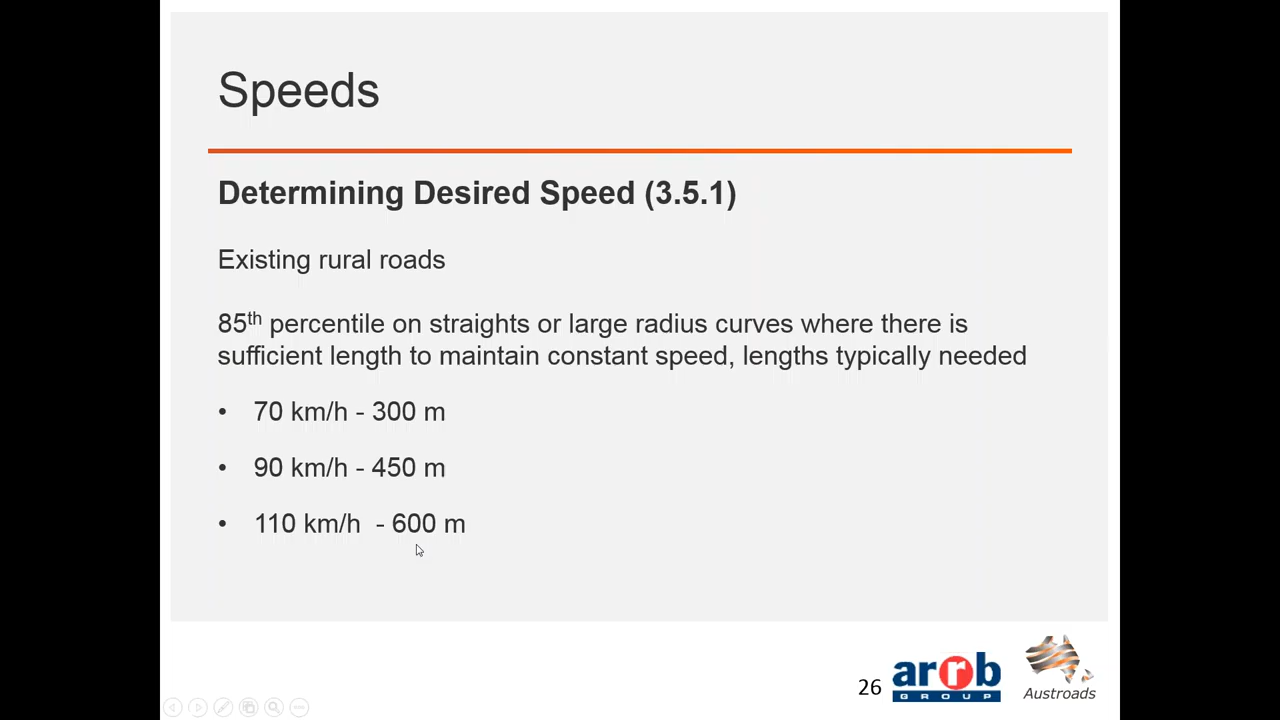 Speeds
Determining Desired Speed (3.5.1)
Existing rural roads
85th percentile on straights or large radius curves where there is
sufficient length to maintain constant speed, lengths typically needed
• 70 km/h - 300 m
• 90 km/h - 450 m
• 110 km/h  - 600 m
26
arrb
GROUP
Austroads